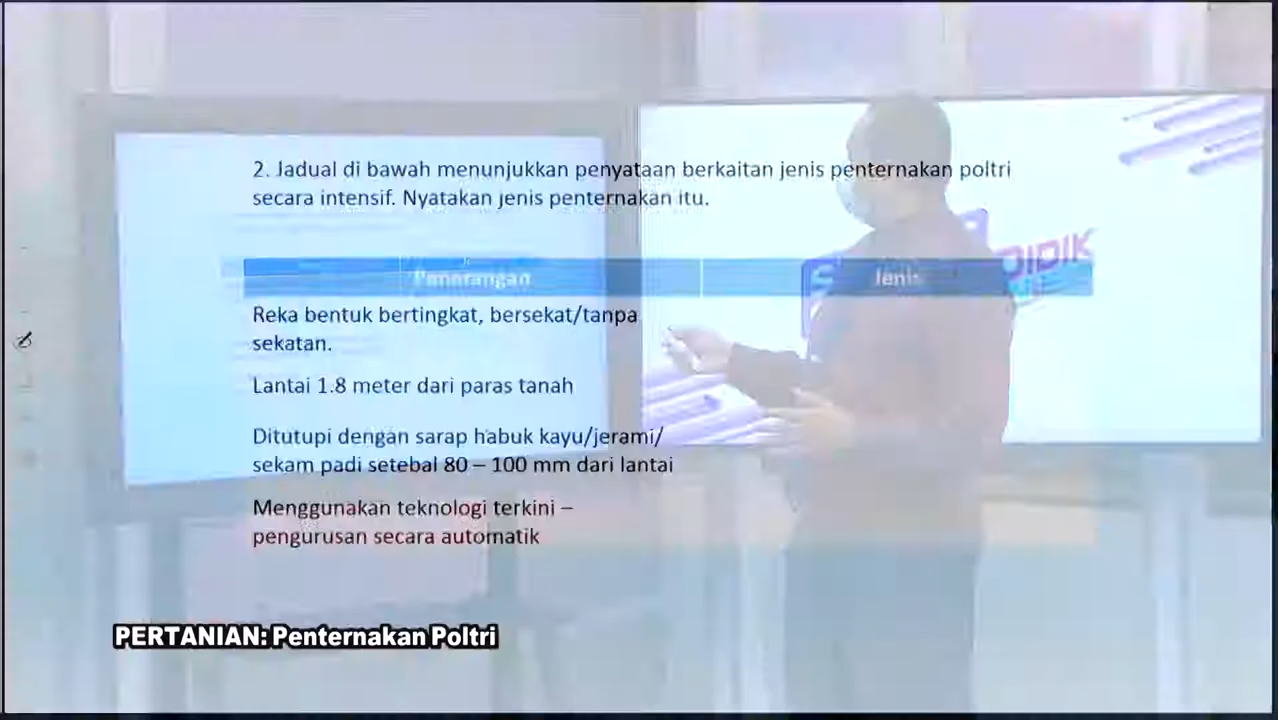 2. Jadual di bawah menunjukkan penyataan berkaitan jenis penternakan poltri
secara intensif. Nyatakan jenis penternakan itu.
Penerangan Jenis
DIDIK
Reka bentuk bertingkat, bersekat/tanpa
sekatan.
Lantai 1.8 meter dari paras tanah
Ditutupi dengan sarap habuk kayu/jerami/
sekam padi setebal 80 – 100 mm dari lantai
Menggunakan teknologi terkini –
pengurusan secara automatik
PERTANIAN: Penternakan Poltri